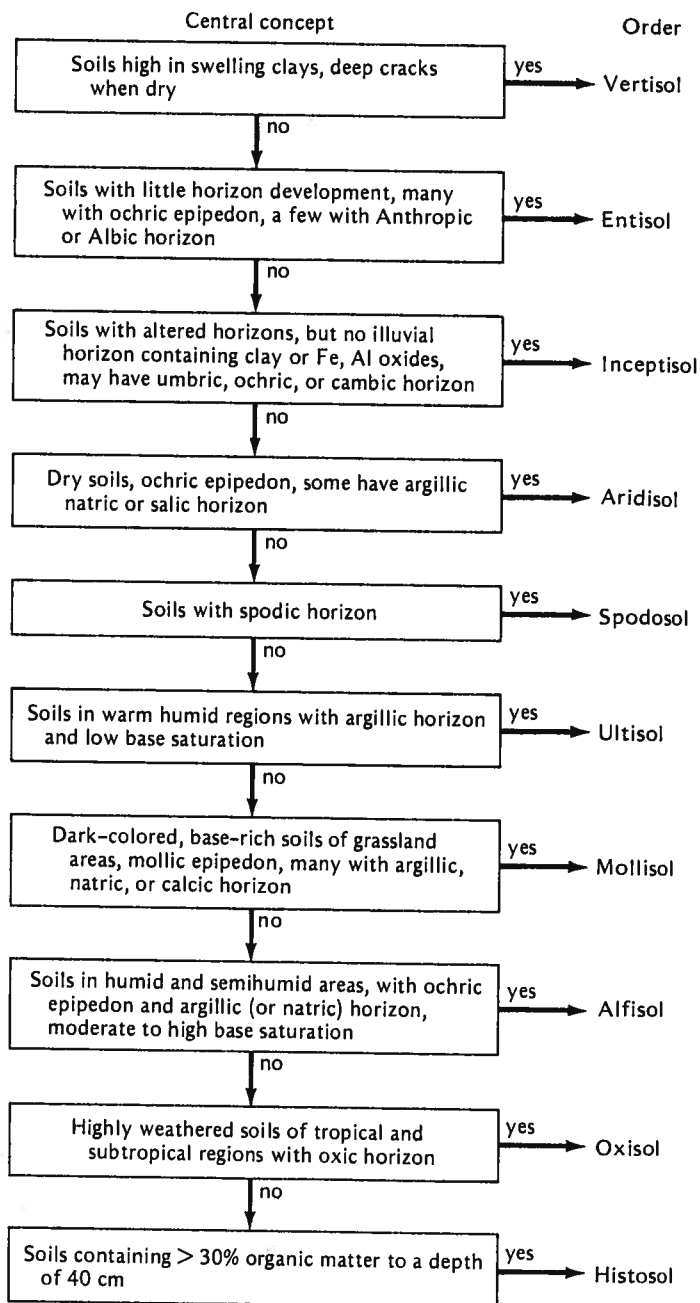 Central concept
Order
Soils high in swelling clays, deep cracks
when dry
yes
Vertisol
no
Soils with little horizon development, many
with ochric epipedon, a few with Anthropic
or Albic horizon
yes
Entisol
no
Soils with altered horizons, but no illuvial
horizon containing clay or Fe, Al oxides,
may have umbric, ochric, or cambic horizon
yes
Inceptisol
no
Dry soils, ochric epipedon, some have argillic
natric or salic horizon
yes
Aridisol
no
Soils with spodic horizon
yes
Spodosol
no
Soils in warm humid regions with argillic horizon
and low base saturation
yes
Ultisol
no
Dark-colored, base-rich soils of grassland
areas, mollic epipedon, many with argillic,
natric, or calcic horizon
yes
Mollisol
no
Soils in humid and semihumid areas, with ochric
epipedon and argillic (or natric) horizon,
moderate to high base saturation
yes
Alfisol
no
Highly weathered soils of tropical and
subtropical regions with oxic horizon
yes
Oxisol
no
Soils containing > 30% organic matter to a depth
of 40 cm
yes
Histosol